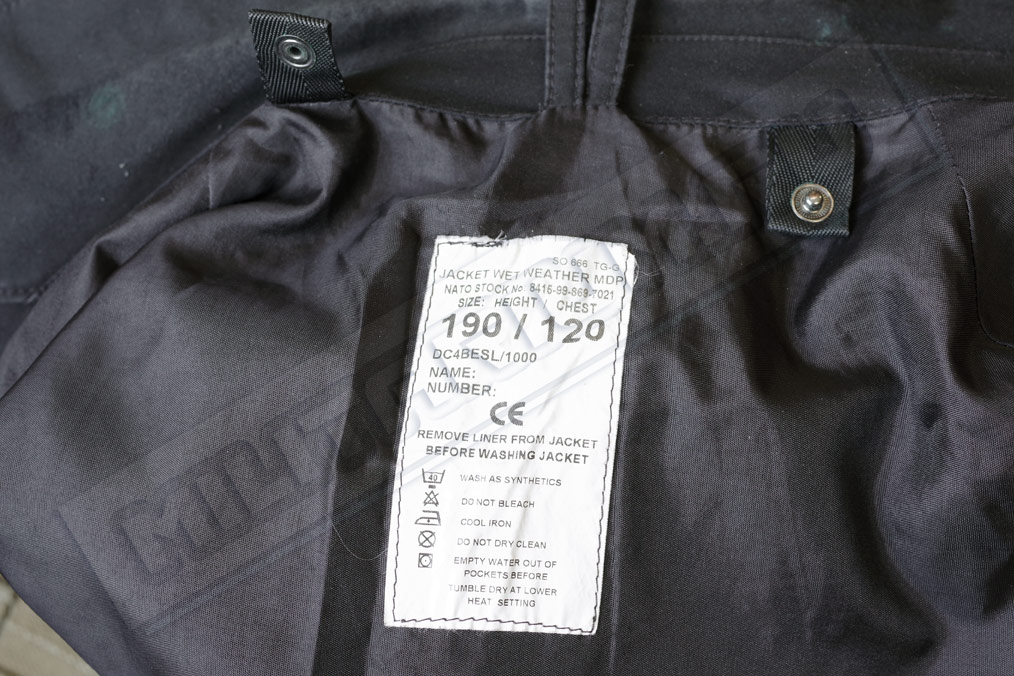 SO 666 TG-G
JACKET WET WEATHER MDP
NATO STOCK No. 8416-99-869-7021
SIZE: HEIGHT / CHEST
190 / 120
DC4BESL/1000
NAME:
NUMBER:
CE
REMOVE LINER FROM JACKET
BEFORE WASHING JACKET
40 WASH AS SYNTHETICS
DO NOT BLEACH
COOL IRON
DO NOT DRY CLEAN
EMPTY WATER OUT OF
POCKETS BEFORE
TUMBLE DRY AT LOWER
HEAT SETTING